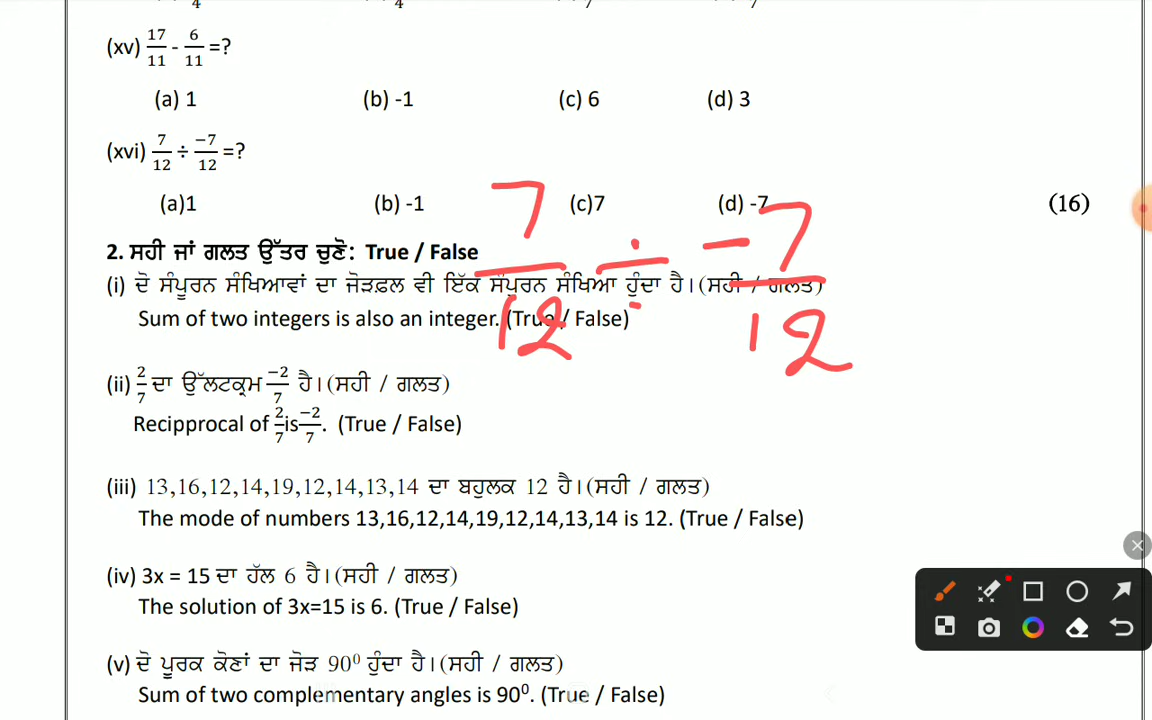 (xv) 17/11 - 6/11 =?
(a) 1 (b) -1 (c) 6 (d) 3
(xvi) 7/12 ÷ −7/12 =?
(a)1 (b) -1 (c)7 (d) -7 (16)
7/12 ÷ −7/12
2. ਸਹੀ ਜਾਂ ਗਲਤ ਉੱਤਰ ਚੁਣੋ: True / False
(i) ਦੋ ਸੰਪੂਰਨ ਸੰਖਿਆਵਾਂ ਦਾ ਜੋੜਫ਼ਲ ਵੀ ਇੱਕ ਸੰਪੂਰਨ ਸੰਖਿਆ ਹੁੰਦਾ ਹੈ। (ਸਹੀ / ਗਲਤ)
Sum of two integers is also an integer. (True / False)
(ii) 2/7 ਦਾ ਉੱਲਟਕ੍ਰਮ −2/7 ਹੈ। (ਸਹੀ / ਗਲਤ)
Recipprocal of 2/7 is −2/7. (True / False)
(iii) 13,16,12,14,19,12,14,13,14 ਦਾ ਬਹੁਲਕ 12 ਹੈ। (ਸਹੀ / ਗਲਤ)
The mode of numbers 13,16,12,14,19,12,14,13,14 is 12. (True / False)
(iv) 3x = 15 ਦਾ ਹੱਲ 6 ਹੈ। (ਸਹੀ / ਗਲਤ)
The solution of 3x=15 is 6. (True / False)
(v) ਦੋ ਪੂਰਕ ਕੋਣਾਂ ਦਾ ਜੋੜ 90⁰ ਹੁੰਦਾ ਹੈ। (ਸਹੀ / ਗਲਤ)
Sum of two complementary angles is 90⁰. (True / False)